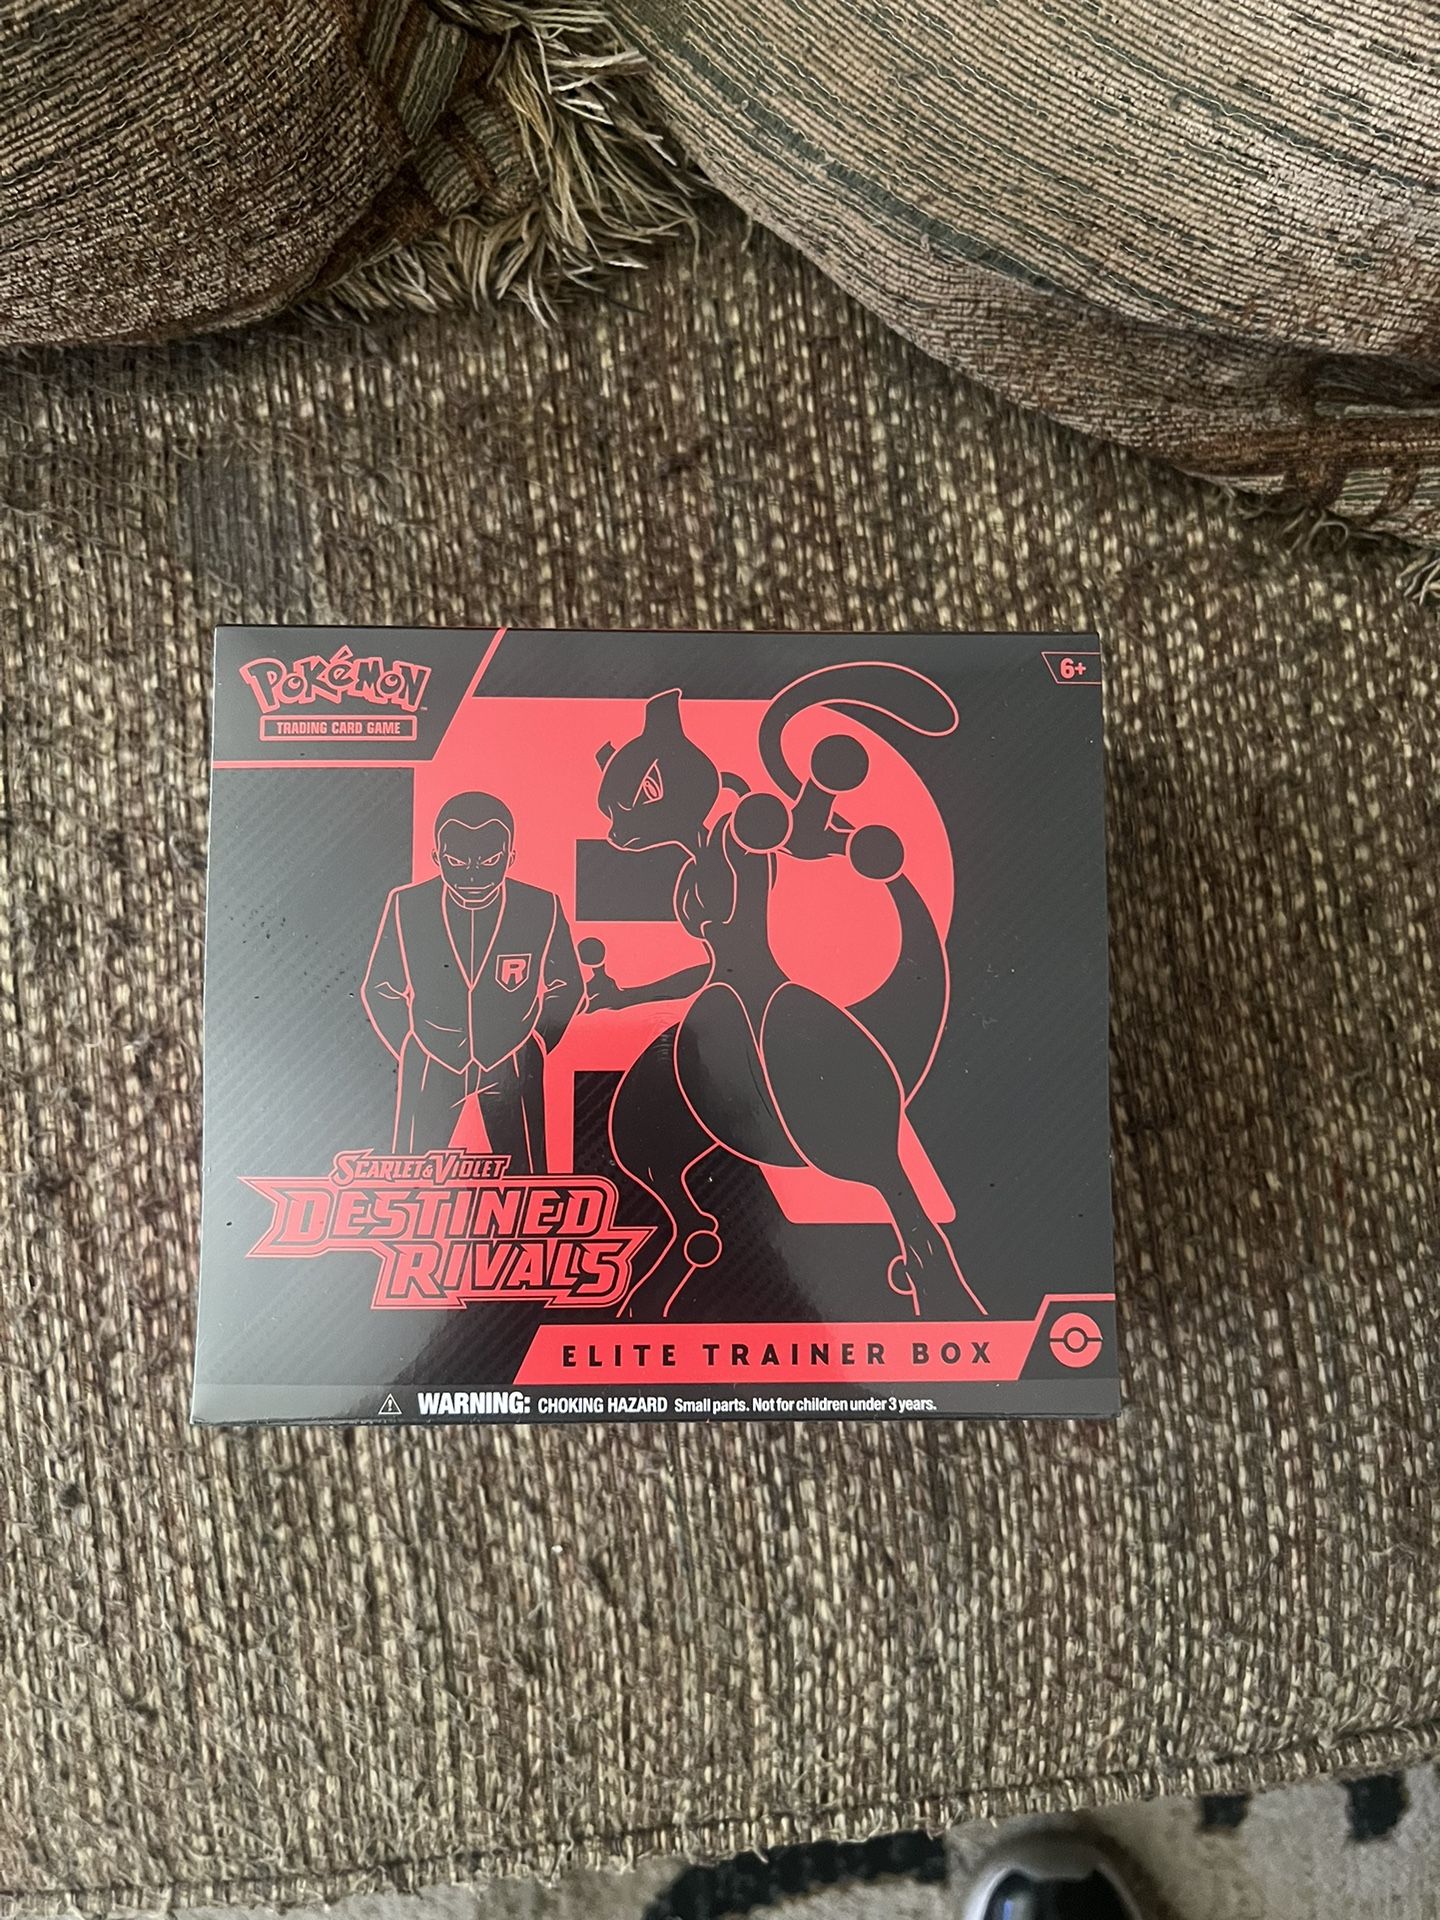 POKéMON
TRADING CARD GAME
6+
R
SCARLET & VIOLET
DESTINED
RIVALS
ELITE TRAINER BOX
WARNING: CHOKING HAZARD Small parts. Not for children under 3 years.